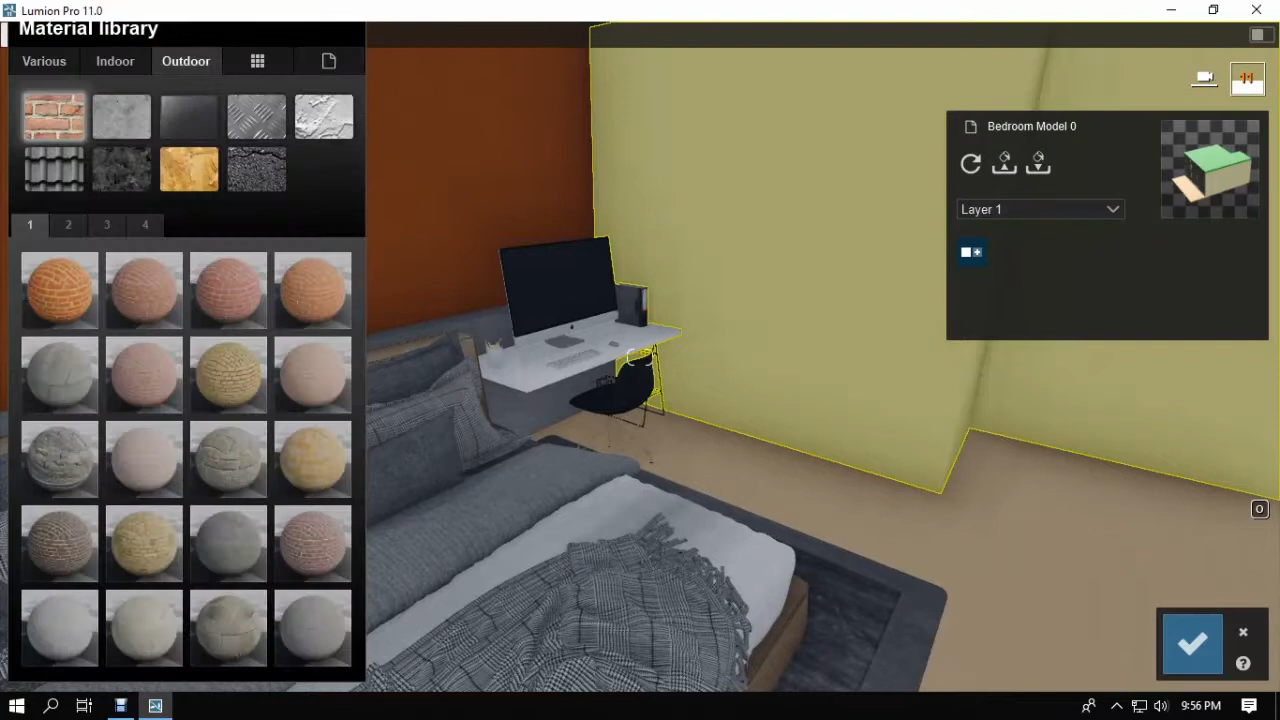 Lumion Pro 11.0
Material library
Various
Indoor
Outdoor
1
2
3
4
Bedroom Model 0
Layer 1
O
9:56 PM